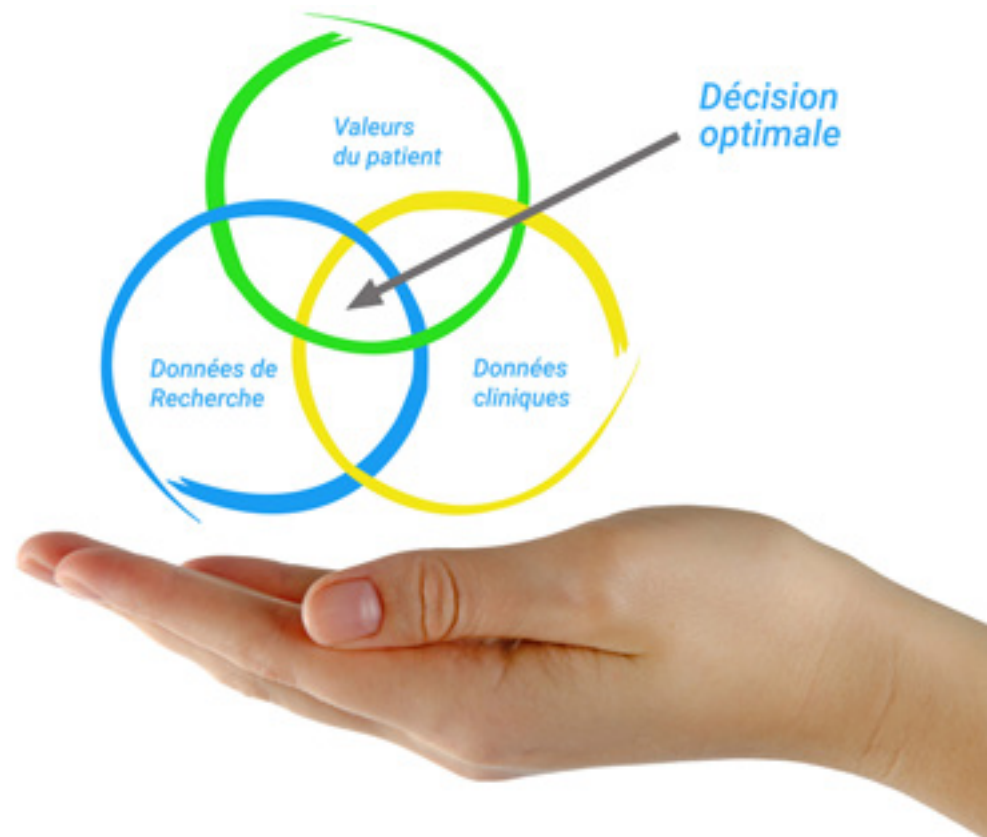 Valeurs
du patient
Décision
optimale
Données de
Recherche
Données
cliniques